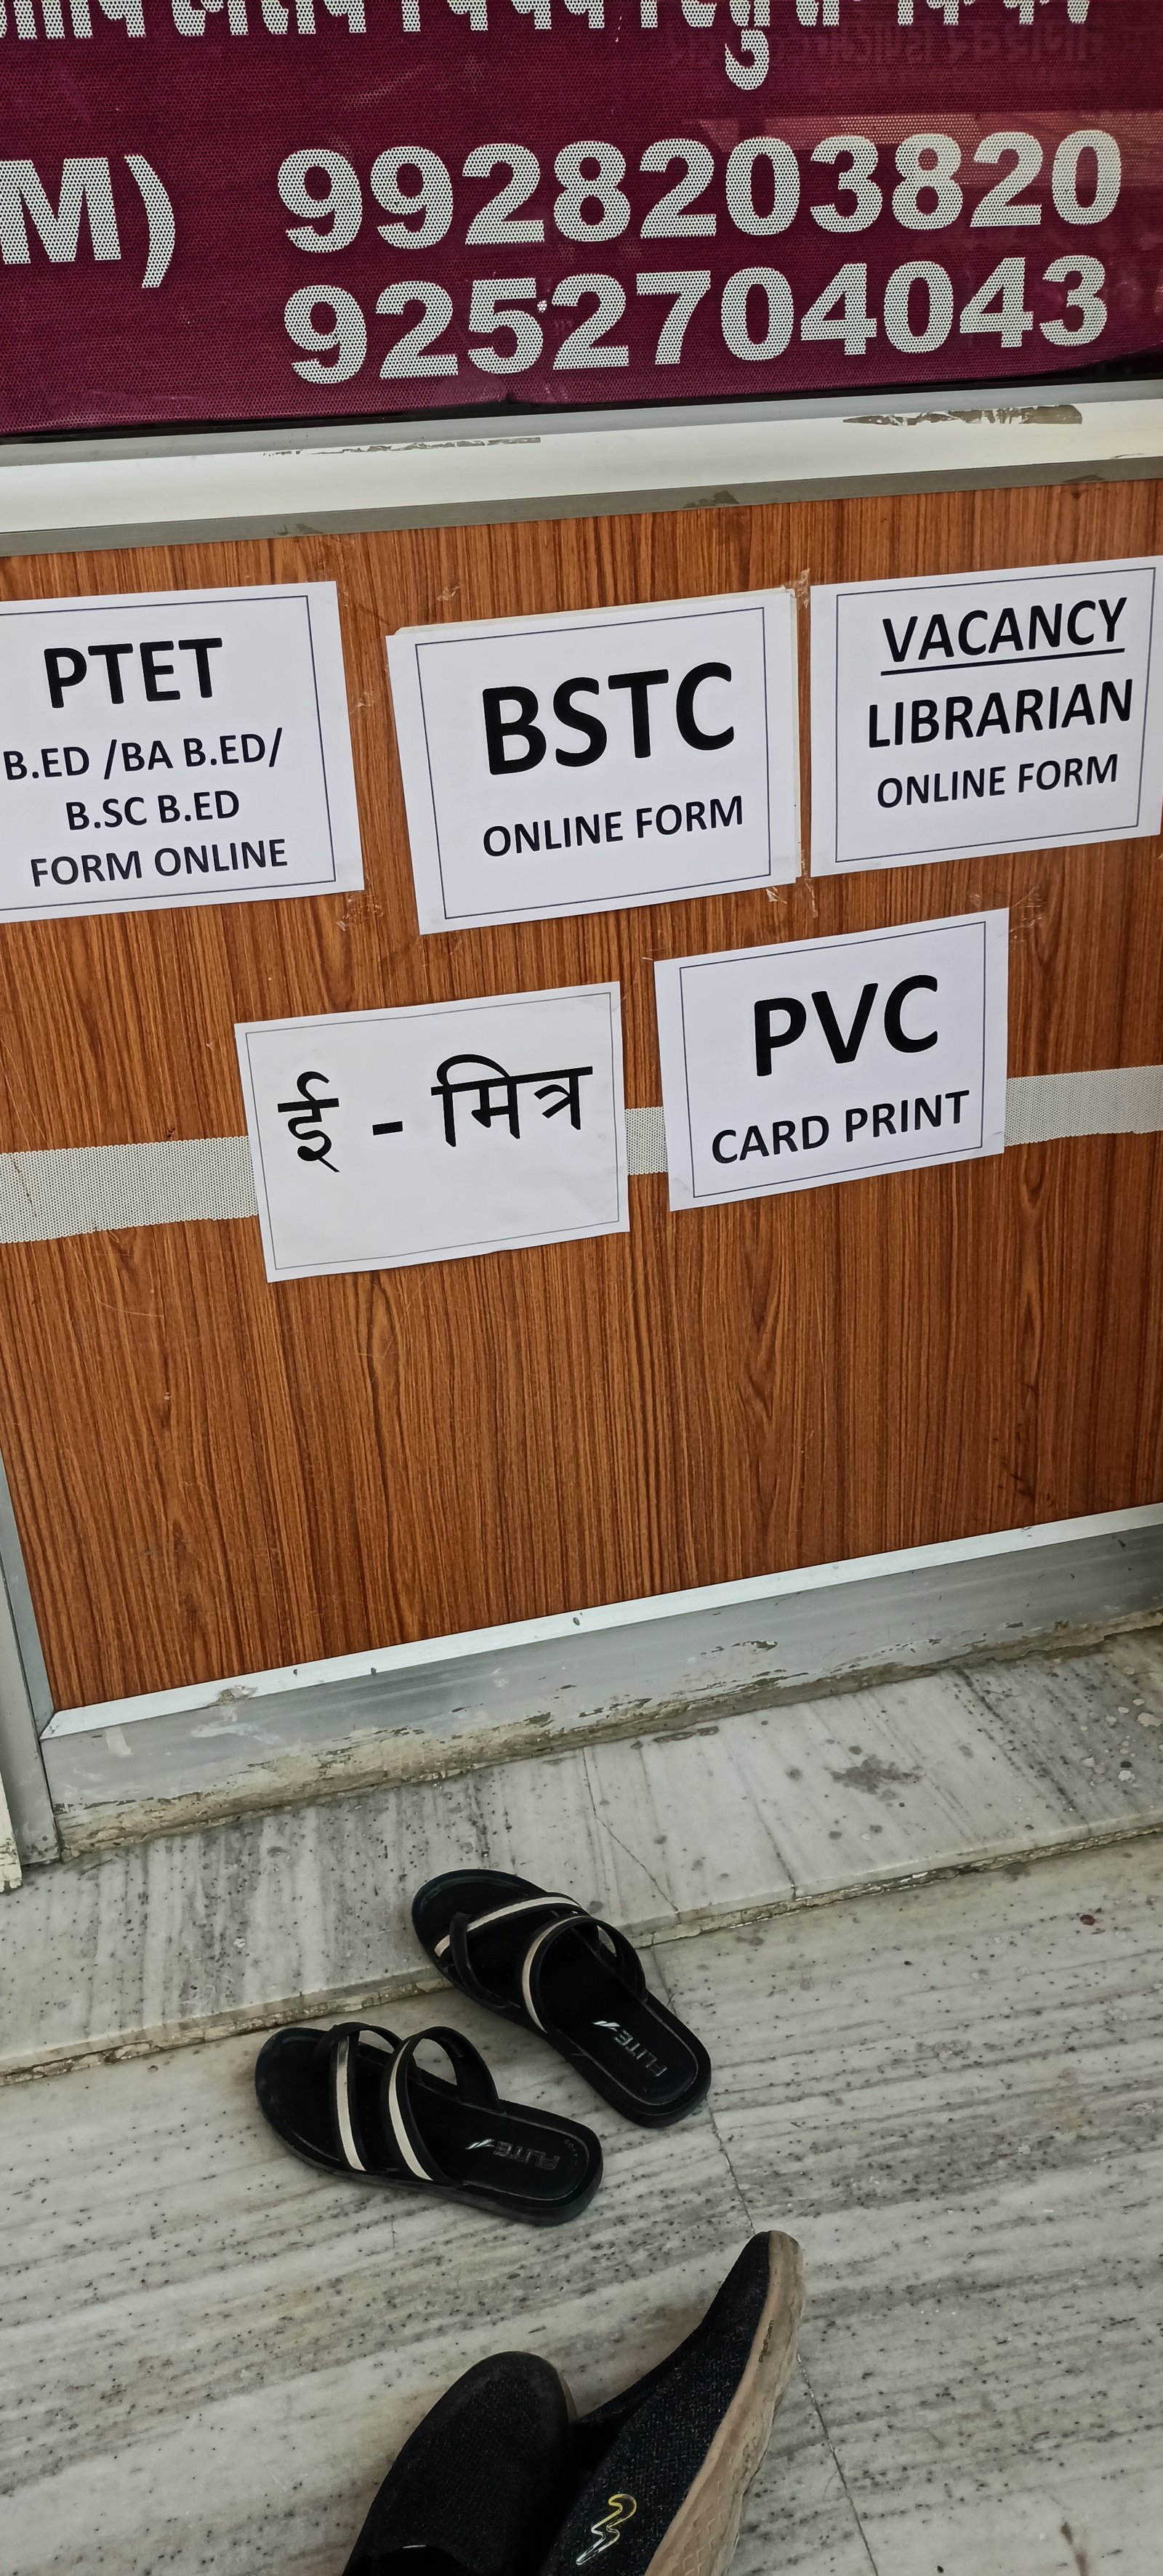 M) 9928203820
9252704043
PTET
B.ED /BA B.ED/
B.SC B.ED
FORM ONLINE
BSTC
ONLINE FORM
VACANCY
LIBRARIAN
ONLINE FORM
ई - मित्र
PVC
CARD PRINT
FLITE
FLITE